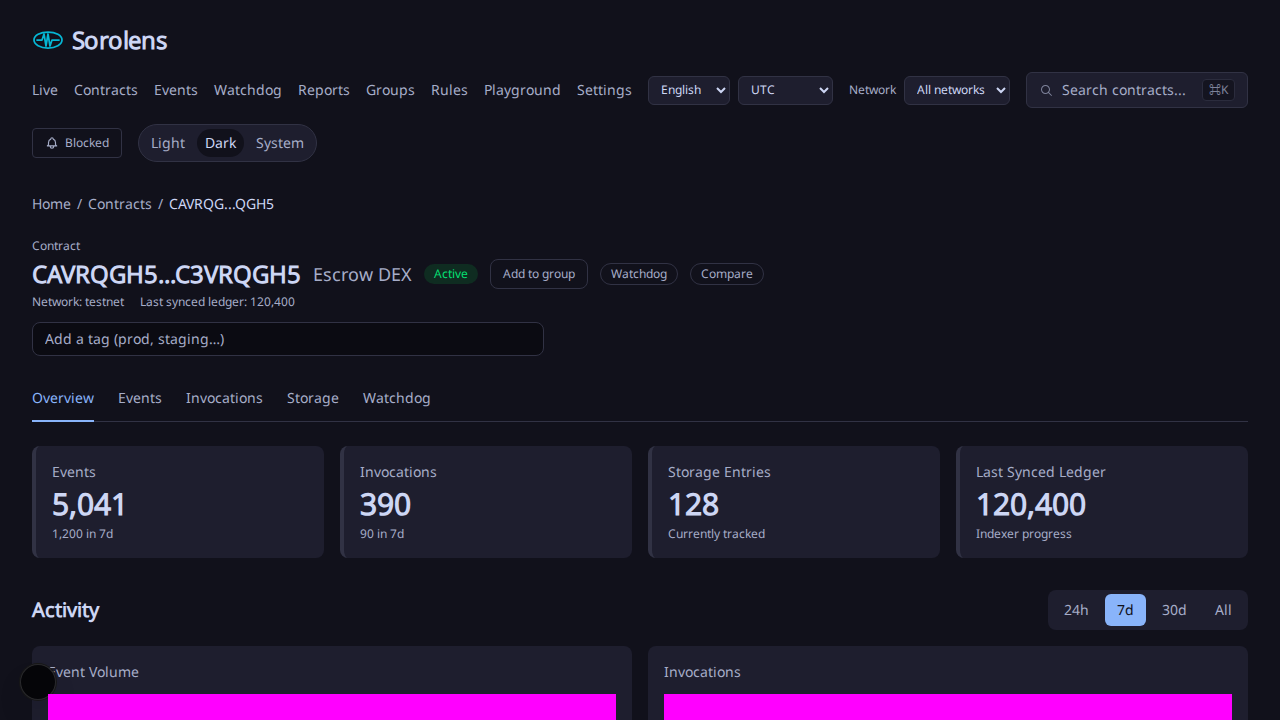 Sorolens
Live Contracts Events Watchdog Reports Groups Rules Playground Settings English UTC Network All networks Search contracts... ⌘K
Blocked Light Dark System
Home / Contracts / CAVRQG...QGH5
Contract
CAVRQGH5...C3VRQGH5 Escrow DEX Active Add to group Watchdog Compare
Network: testnet Last synced ledger: 120,400
Add a tag (prod, staging...)
Overview Events Invocations Storage Watchdog
Events Invocations Storage Entries Last Synced Ledger
5,041 390 128 120,400
1,200 in 7d 90 in 7d Currently tracked Indexer progress
Activity 24h 7d 30d All
Event Volume Invocations